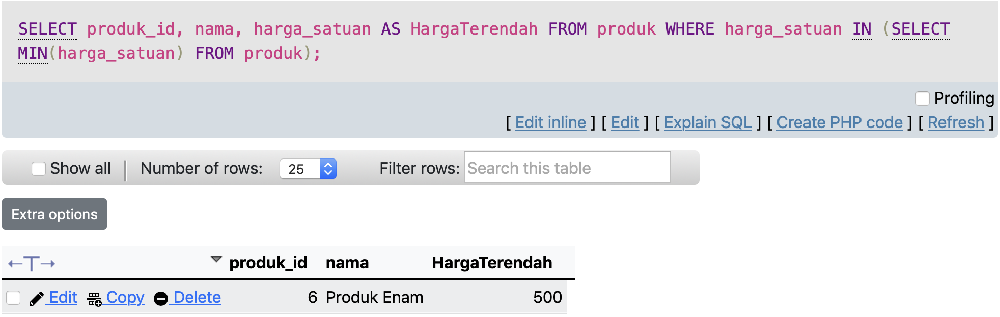 SELECT produk_id, nama, harga_satuan AS HargaTerendah FROM produk WHERE harga_satuan IN (SELECT
MIN(harga_satuan) FROM produk);
Profiling
[ Edit inline ] [ Edit ] [ Explain SQL ] [ Create PHP code ] [ Refresh ]
Show all | Number of rows: 25 Filter rows: Search this table
Extra options
←T→ produk_id nama HargaTerendah
Edit Copy Delete 6 Produk Enam 500